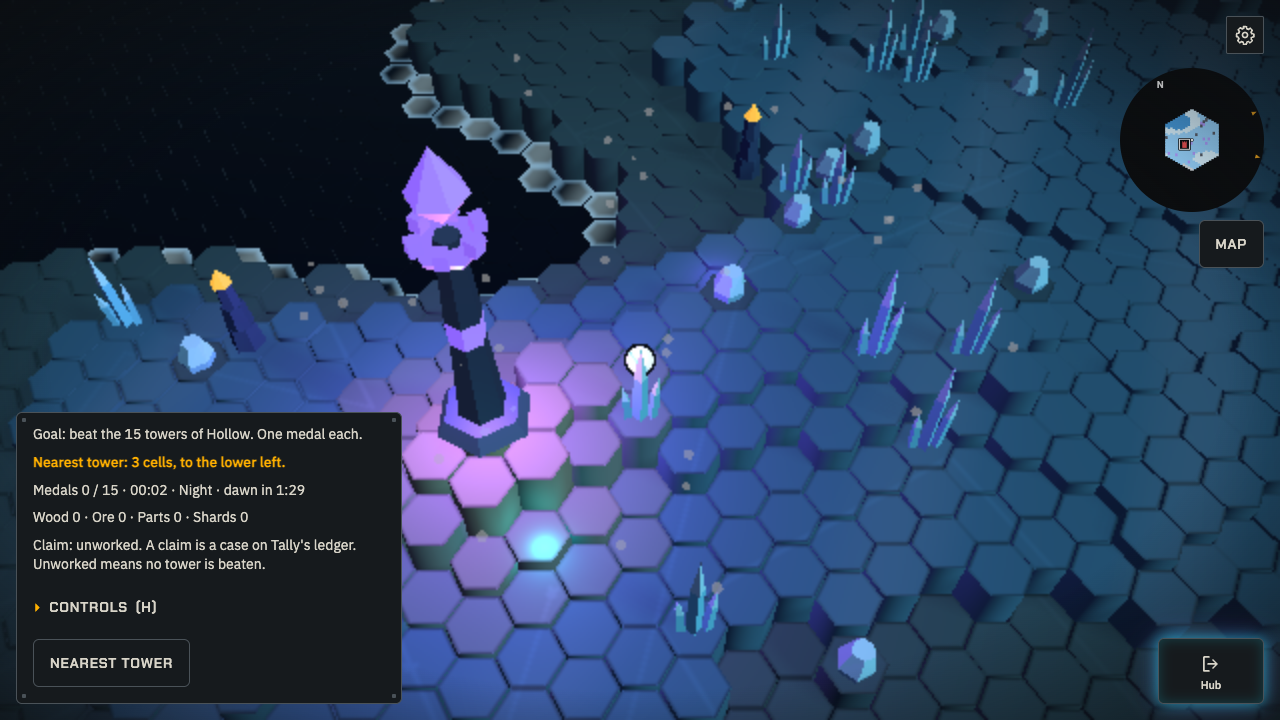 N
MAP
Goal: beat the 15 towers of Hollow. One medal each.
Nearest tower: 3 cells, to the lower left.
Medals 0 / 15 · 00:02 · Night · dawn in 1:29
Wood 0 · Ore 0 · Parts 0 · Shards 0
Claim: unworked. A claim is a case on Tally's ledger.
Unworked means no tower is beaten.
CONTROLS (H)
NEAREST TOWER
Hub